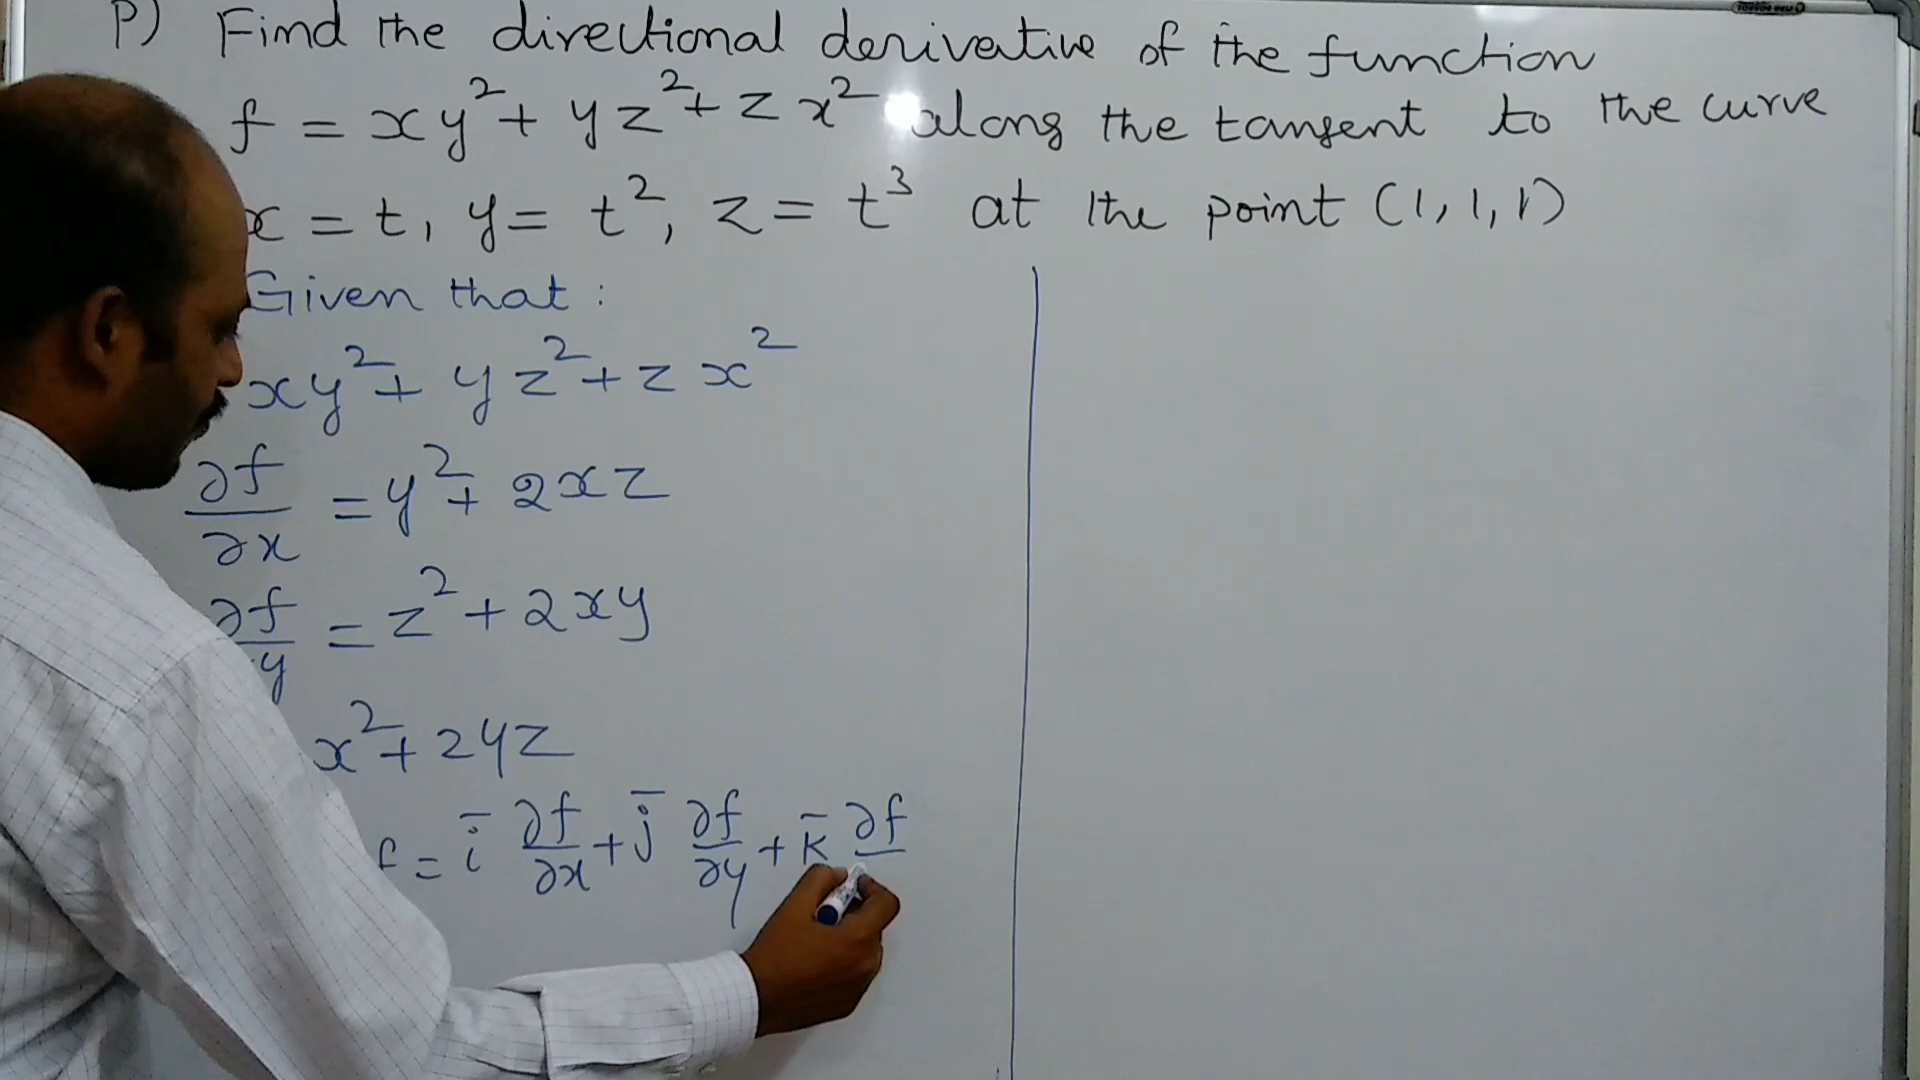 P) Find the directional derivative of the function
f = xy² + yz² + zx² along the tangent to the curve
x = t, y = t², z = t³ at the point (1, 1, 1)
Given that :
xy² + yz² + zx²
∂f/∂x = y² + 2xz
∂f/∂y = z² + 2xy
x² + 2yz
f = i̅ ∂f/∂x + j̅ ∂f/∂y + k̅ ∂f